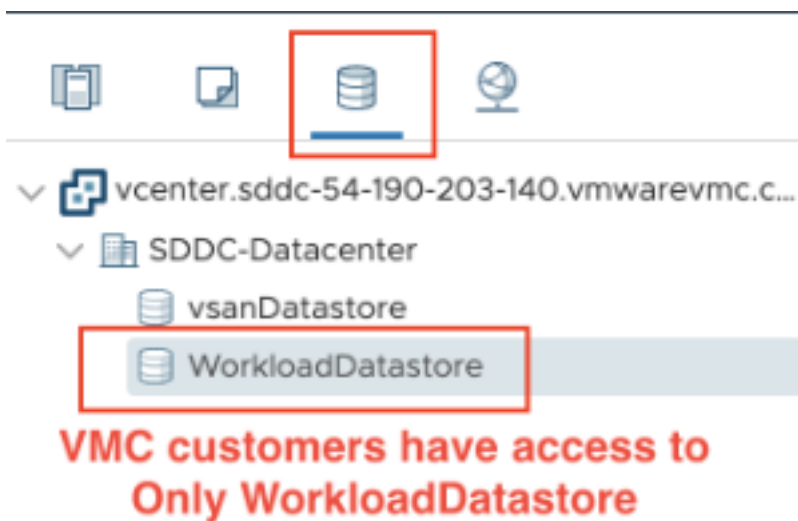 vcenter.sddc-54-190-203-140.vmwarevmc.c...
SDDC-Datacenter
vsanDatastore
WorkloadDatastore
VMC customers have access to
Only WorkloadDatastore